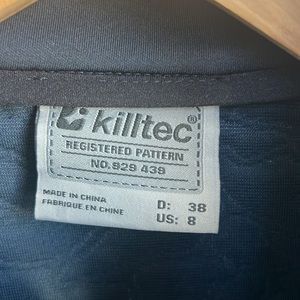 killtec®
REGISTERED PATTERN
NO.929 439
MADE IN CHINA
FABRIQUE EN CHINE
D: 38
US: 8